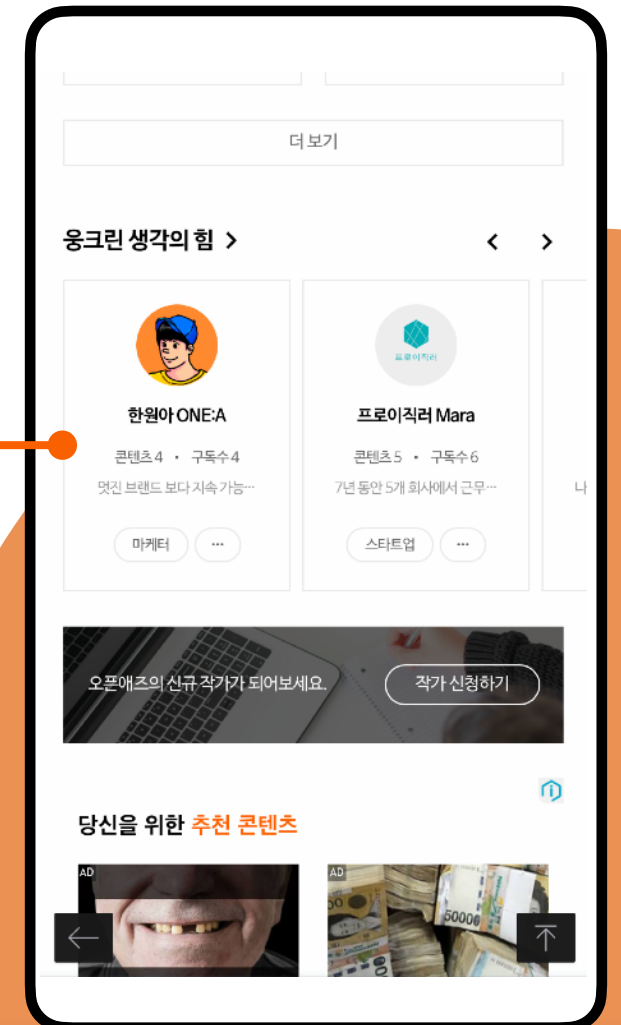 더 보기
웅크린 생각의 힘
프로이직러
한원아 ONE:A
프로이직러 Mara
콘텐츠 4 • 구독수 4
콘텐츠 5 • 구독수 6
멋진 브랜드 보다 지속 가능…
7년 동안 5개 회사에서 근무…
나
마케터
…
스타트업
…
오픈애즈의 신규 작가가 되어보세요.
작가 신청하기
당신을 위한 추천 콘텐츠
AD
AD
50000